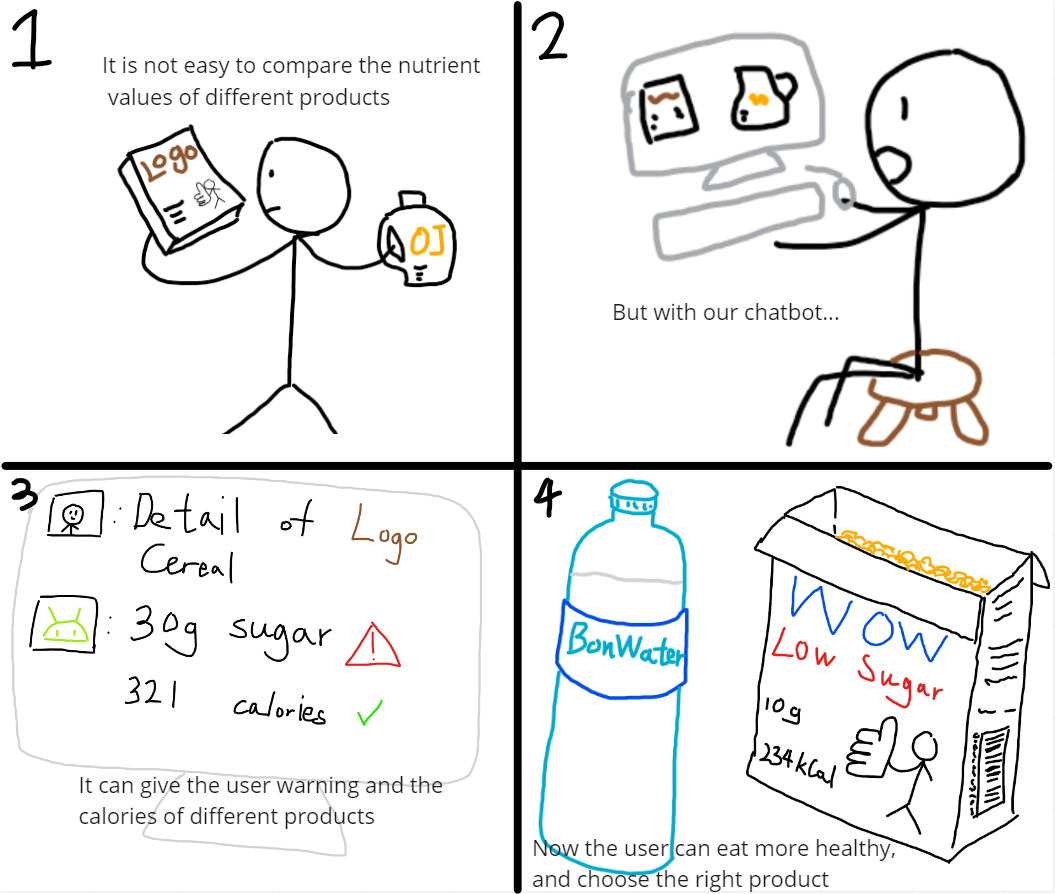 1
It is not easy to compare the nutrient
values of different products
Logo
OJ
2
But with our chatbot...
3
: Detail of Logo
Cereal
: 30g sugar
321 calories
It can give the user warning and the
calories of different products
4
BonWater
WOW
Low Sugar
10g
234kCal
Now the user can eat more healthy,
and choose the right product